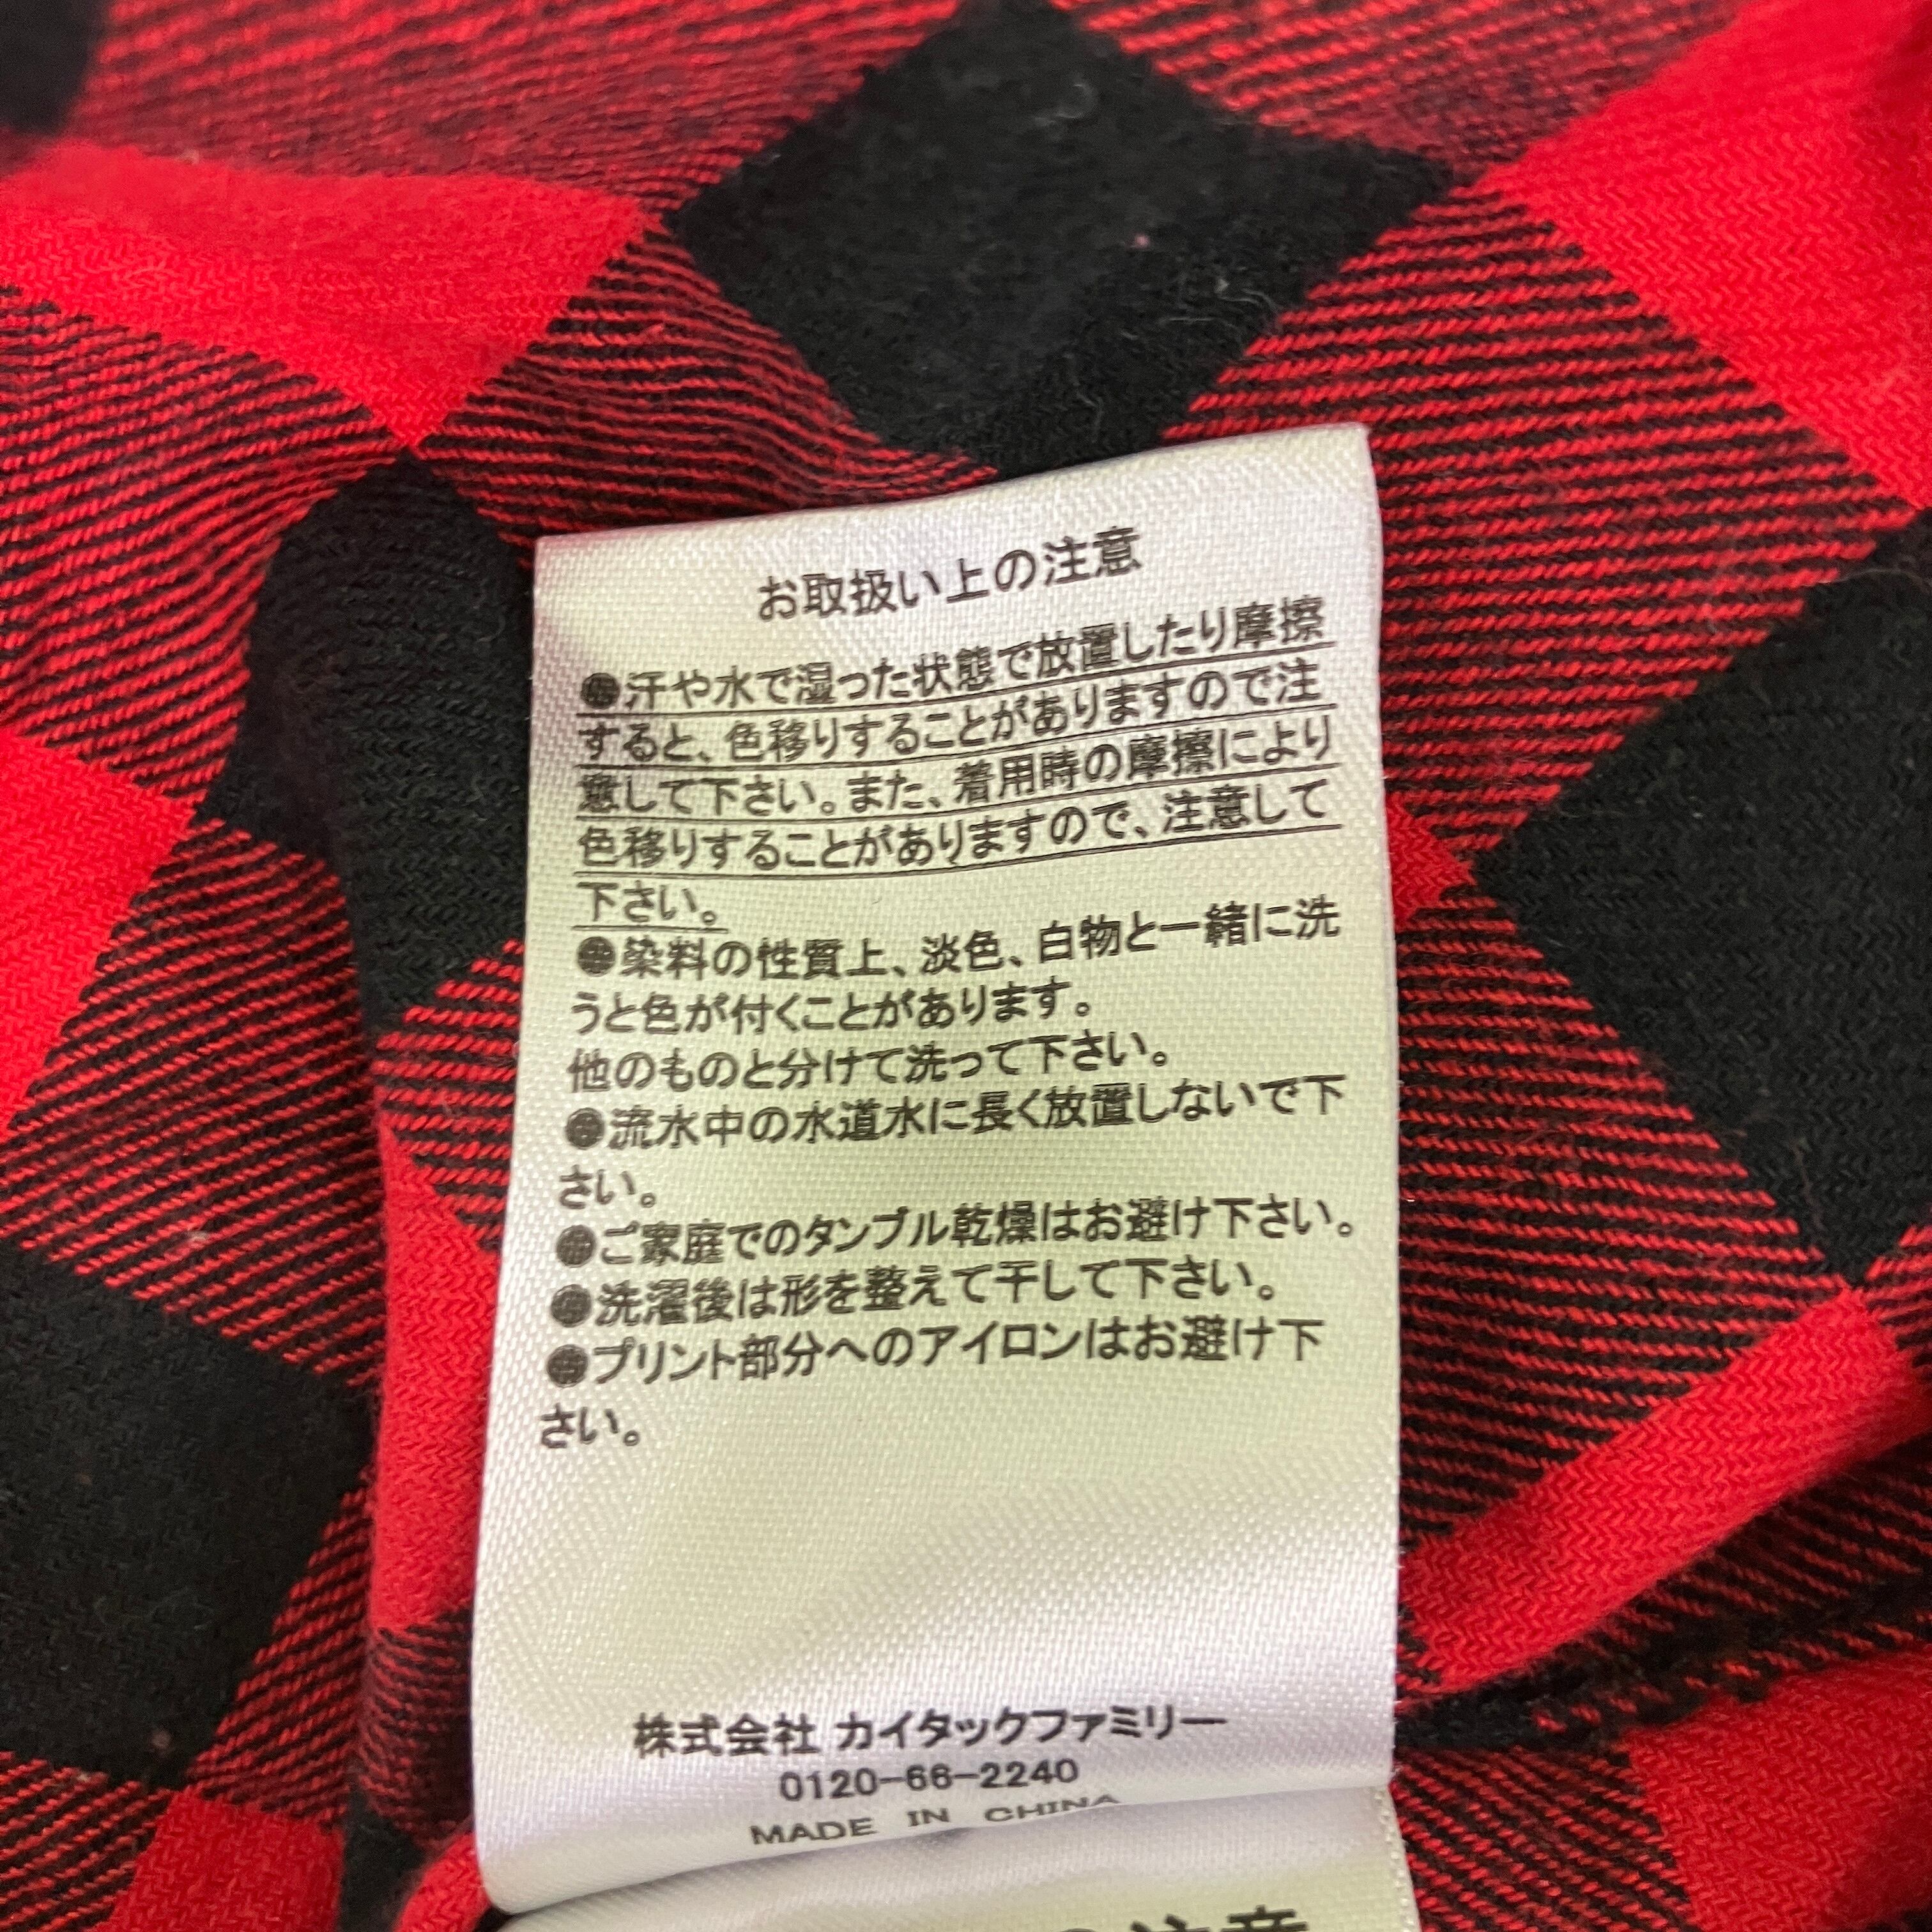 お取扱い上の注意
●汗や水で湿った状態で放置したり摩擦
すると、色移りすることがありますので注
意して下さい。また、着用時の摩擦により
色移りすることがありますので、注意して
下さい。
●染料の性質上、淡色、白物と一緒に洗
うと色が付くことがあります。
他のものと分けて洗って下さい。
●流水中の水道水に長く放置しないで下
さい。
●ご家庭でのタンブル乾燥はお避け下さい。
●洗濯後は形を整えて干して下さい。
●プリント部分へのアイロンはお避け下
さい。
株式会社 カイタックファミリー
0120-66-2240
MADE IN CHINA
の注意